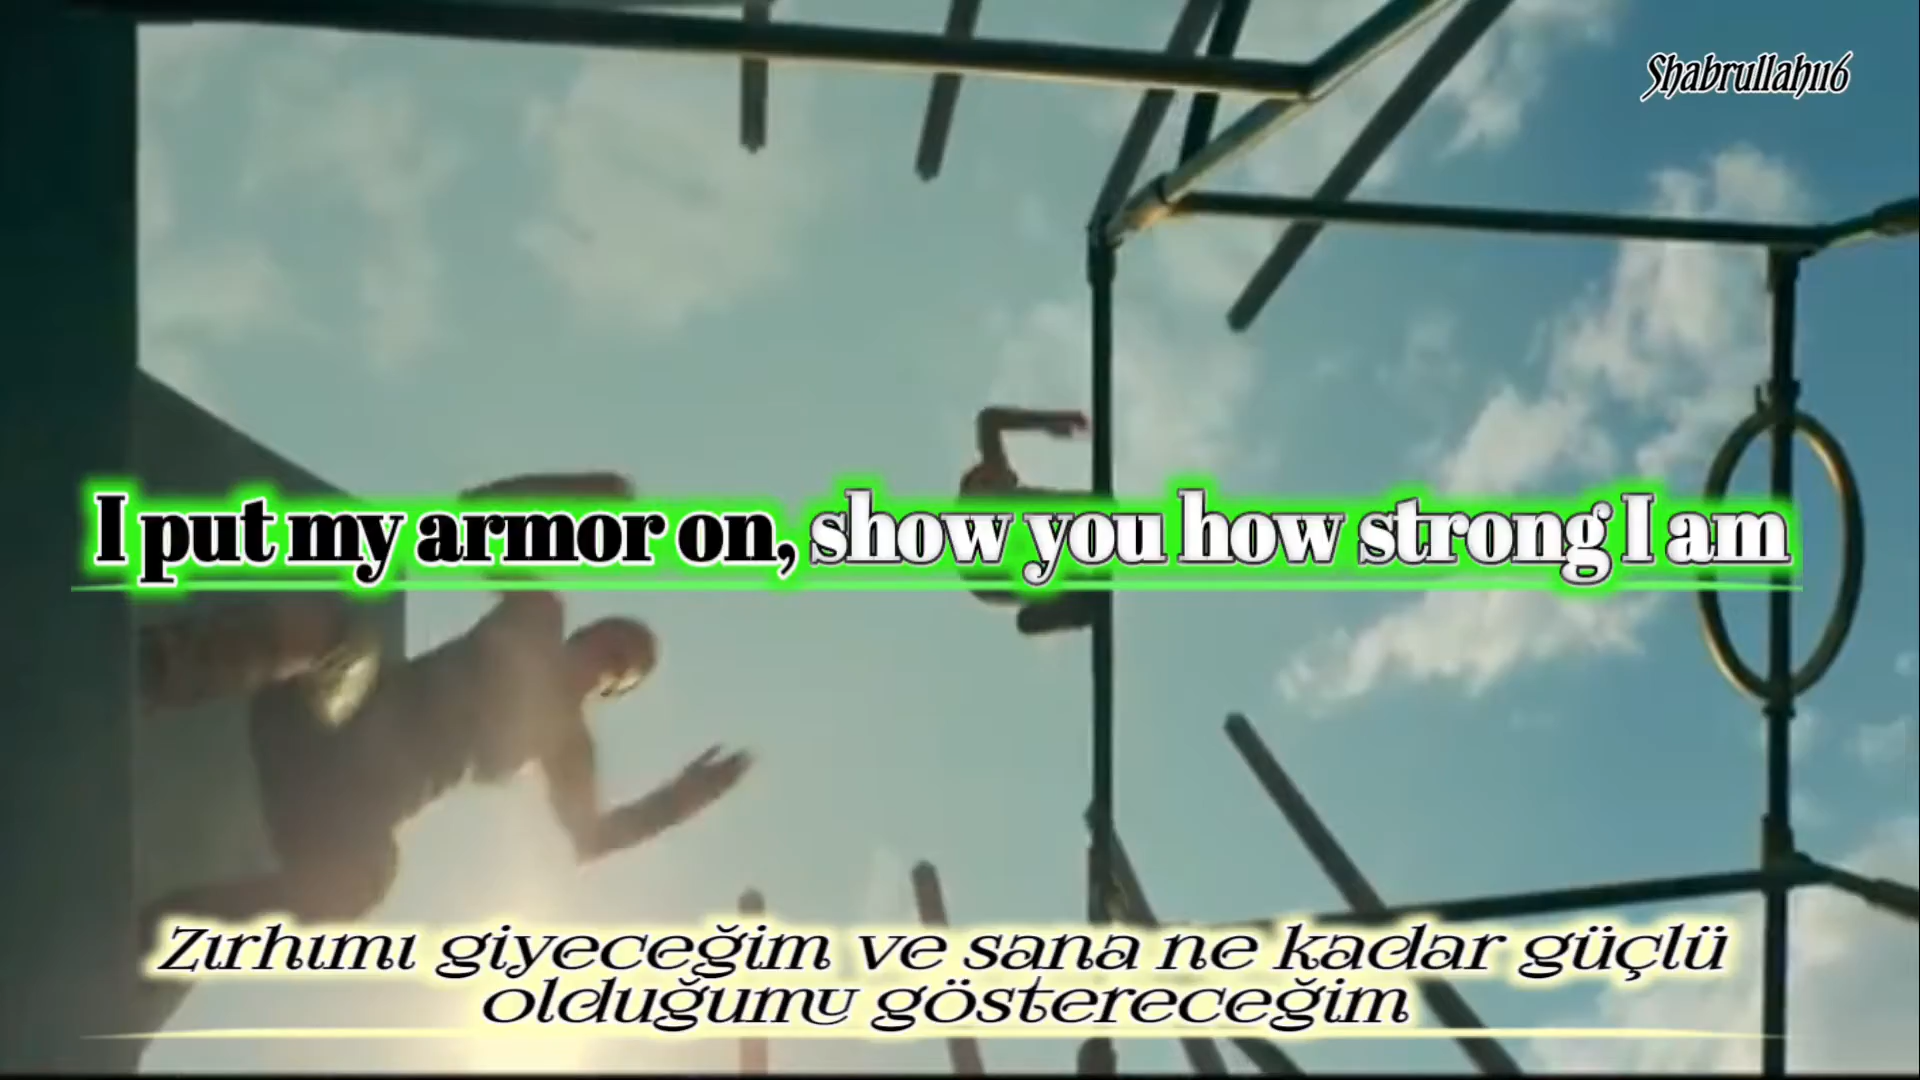 Shabrullah116
I put my armor on, show you how strong I am
Zırhımı giyeceğim ve sana ne kadar güçlü
olduğumu göstereceğim